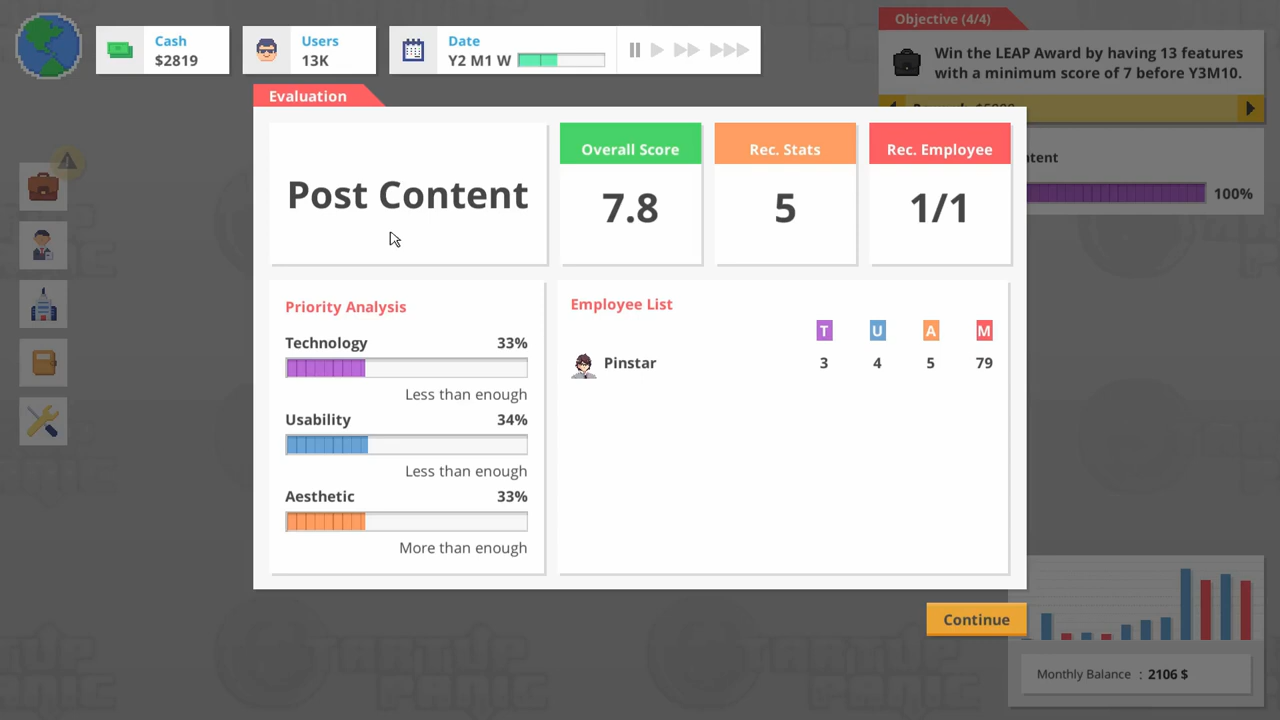 Cash
$2819
Users
13K
Date
Y2 M1 W
Objective (4/4)
Win the LEAP Award by having 13 features
with a minimum score of 7 before Y3M10.
Evaluation
Post Content
Overall Score
7.8
Rec. Stats
5
Rec. Employee
1/1
100%
Priority Analysis
Technology 33%
Less than enough
Usability 34%
Less than enough
Aesthetic 33%
More than enough
Employee List
T U A M
Pinstar 3 4 5 79
Continue
Monthly Balance : 2106 $
STARTUP
PANIC